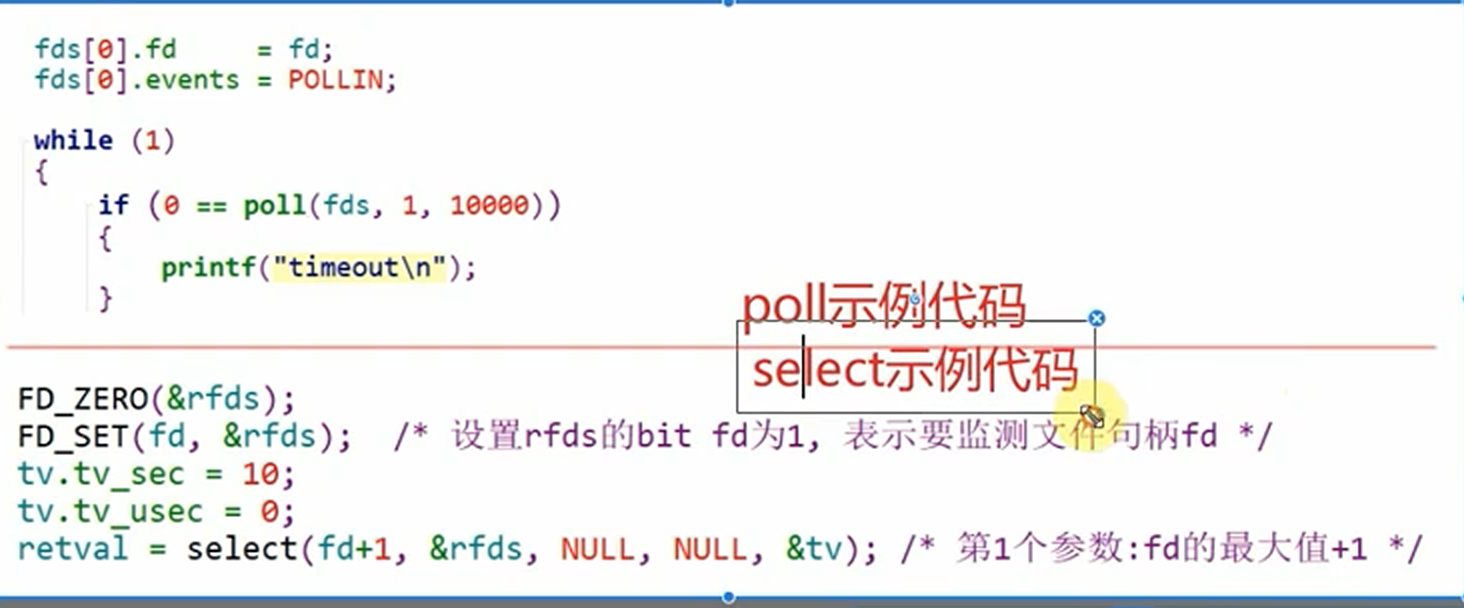 fds[0].fd     = fd;
fds[0].events = POLLIN;
while (1)
{
    if (0 == poll(fds, 1, 10000))
    {
        printf("timeout\n");
    }
poll示例代码
select示例代码
FD_ZERO(&rfds);
FD_SET(fd, &rfds);  /* 设置rfds的bit fd为1, 表示要监测文件句柄fd */
tv.tv_sec = 10;
tv.tv_usec = 0;
retval = select(fd+1, &rfds, NULL, NULL, &tv); /* 第1个参数:fd的最大值+1 */